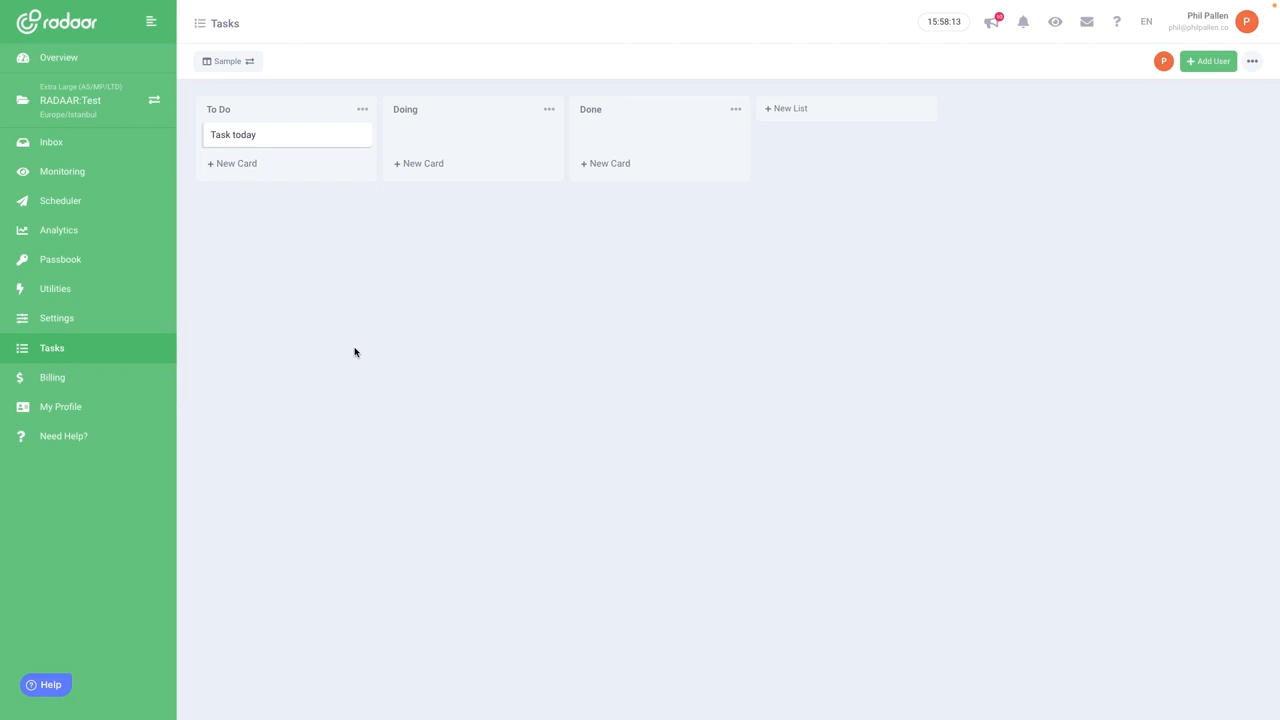 radaar
Tasks
15:58:13
EN
Phil Pallen
phil@philpallen.co
P
Overview
Sample
P
+ Add User
Extra Large (AS/MP/LTD)
RADAAR:Test
Europe/Istanbul
To Do
Doing
Done
+ New List
Task today
+ New Card
+ New Card
+ New Card
Inbox
Monitoring
Scheduler
Analytics
Passbook
Utilities
Settings
Tasks
Billing
My Profile
Need Help?
Help